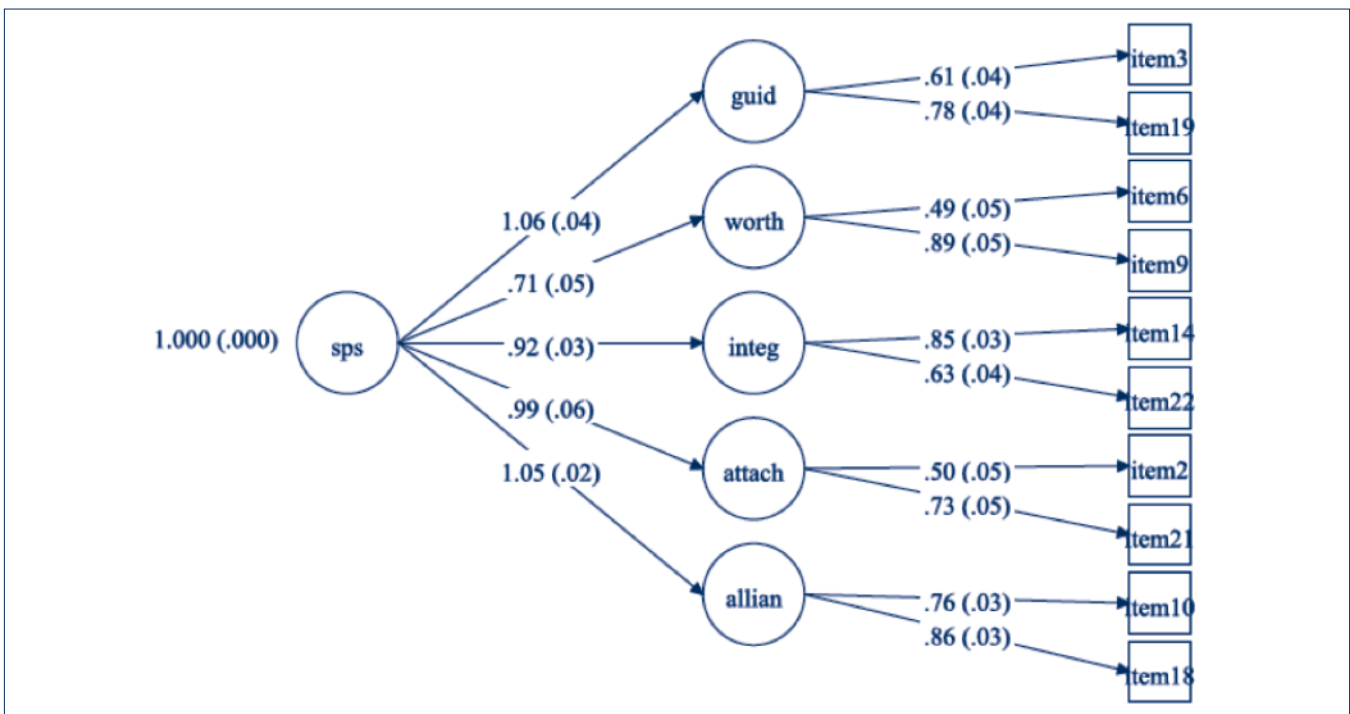 guid
.61 (.04)
item3
.78 (.04)
item19
1.06 (.04)
worth
.49 (.05)
item6
.71 (.05)
.89 (.05)
item9
1.000 (.000)
sps
.92 (.03)
integ
.85 (.03)
item14
.63 (.04)
item22
.99 (.06)
attach
.50 (.05)
item2
1.05 (.02)
.73 (.05)
item21
allian
.76 (.03)
item10
.86 (.03)
item18